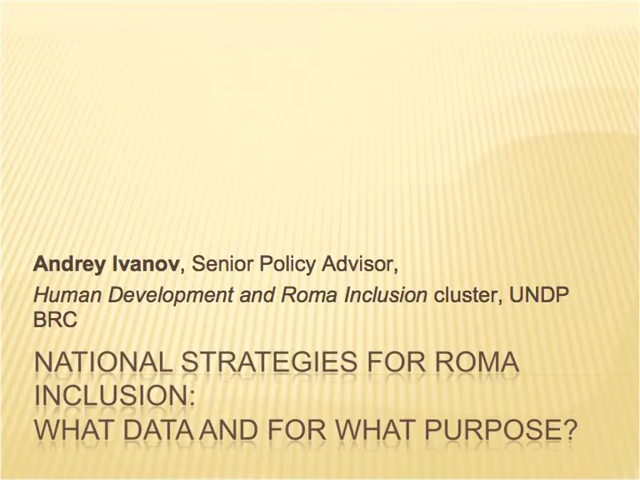 Andrey Ivanov, Senior Policy Advisor,
Human Development and Roma Inclusion cluster, UNDP
BRC
NATIONAL STRATEGIES FOR ROMA
INCLUSION:
WHAT DATA AND FOR WHAT PURPOSE?